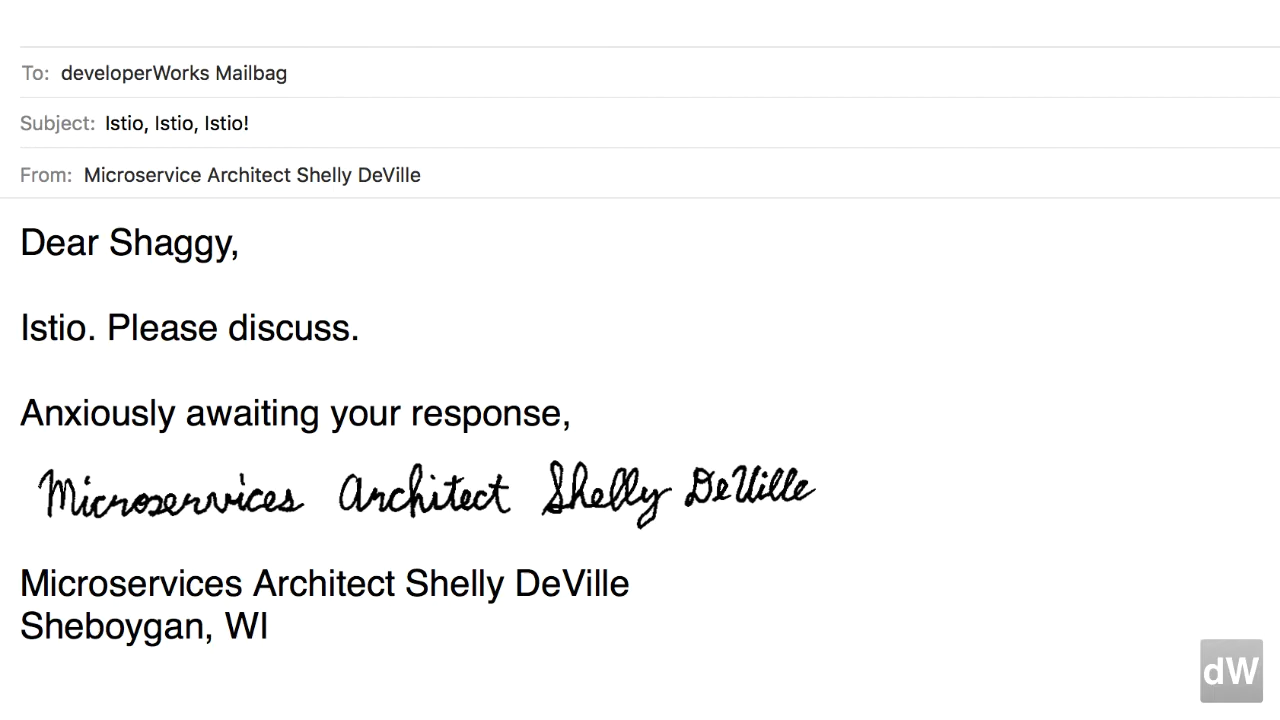 To: developerWorks Mailbag
Subject: Istio, Istio, Istio!
From: Microservice Architect Shelly DeVille
Dear Shaggy,
Istio. Please discuss.
Anxiously awaiting your response,
Microservices Architect Shelly DeVille
Microservices Architect Shelly DeVille
Sheboygan, WI
dW